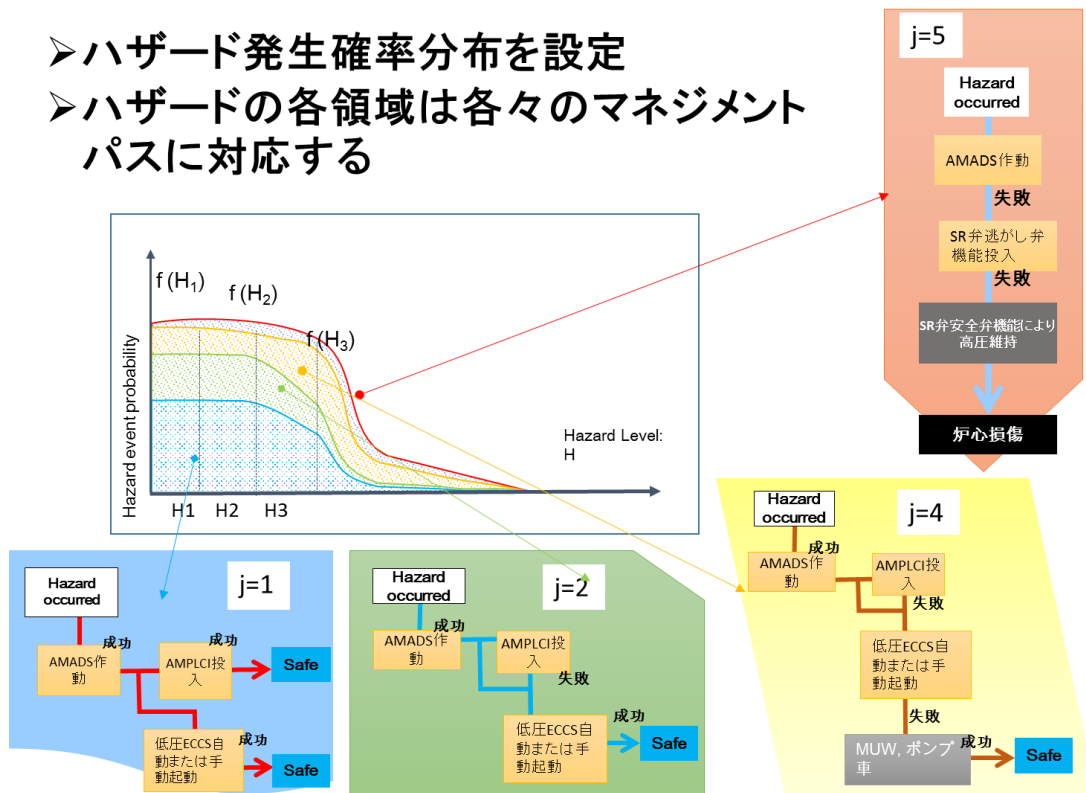 ➢ハザード発生確率分布を設定
➢ハザードの各領域は各々のマネジメント
パスに対応する
f (H1)
f (H2)
f (H3)
Hazard event probability
Hazard Level:
H
H1
H2
H3
j=5
Hazard
occurred
AMADS作動
失敗
SR弁逃がし弁
機能投入
失敗
SR弁安全弁機能により
高圧維持
炉心損傷
j=1
Hazard
occurred
成功
AMADS作
動
成功
AMPLCI投
入
Safe
成功
低圧ECCS自
動または手
動起動
Safe
j=2
Hazard
occurred
成功
AMADS作
動
AMPLCI投
入
失敗
低圧ECCS自
動または手
動起動
成功
Safe
j=4
Hazard
occurred
成功
AMADS作
動
AMPLCI投
入
失敗
低圧ECCS自
動または手
動起動
失敗
MUW, ポンプ
車
成功
Safe